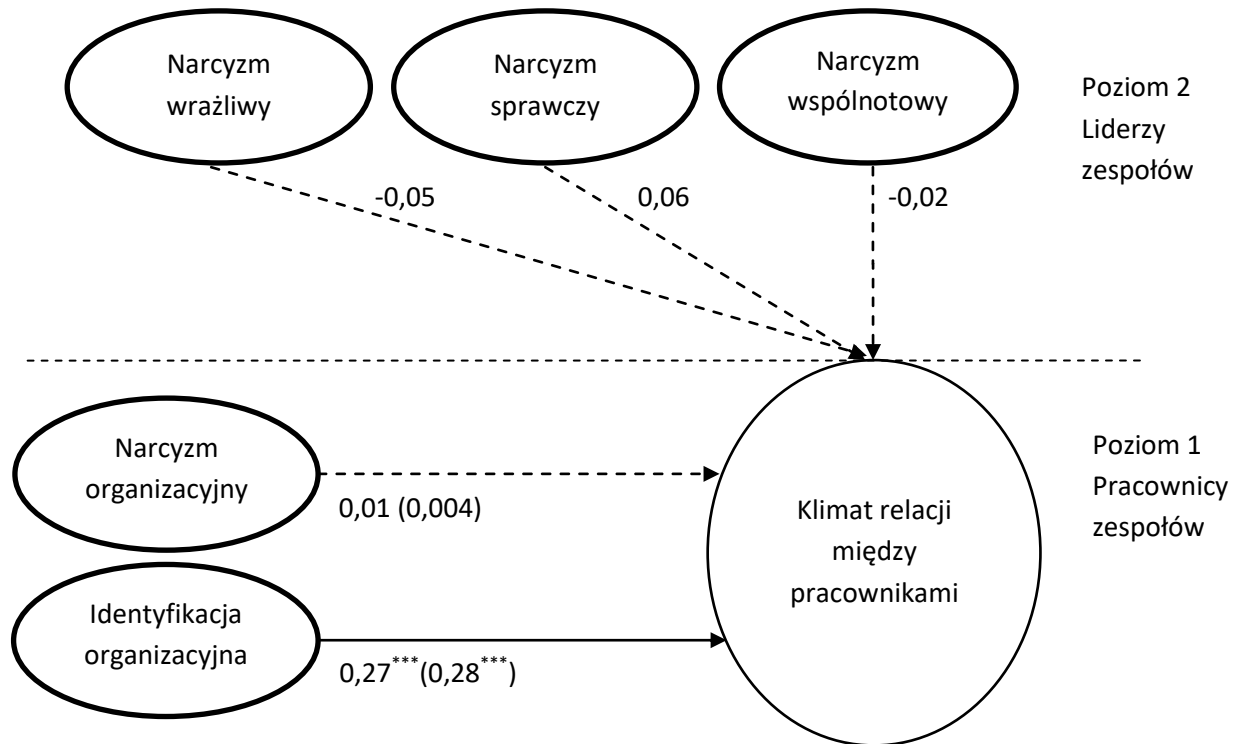 Narcyzm
wrażliwy
Narcyzm
sprawczy
Narcyzm
wspólnotowy
Poziom 2
Liderzy
zespołów
-0,05
0,06
-0,02
Narcyzm
organizacyjny
0,01 (0,004)
Identyfikacja
organizacyjna
0,27***(0,28***)
Klimat relacji
między
pracownikami
Poziom 1
Pracownicy
zespołów